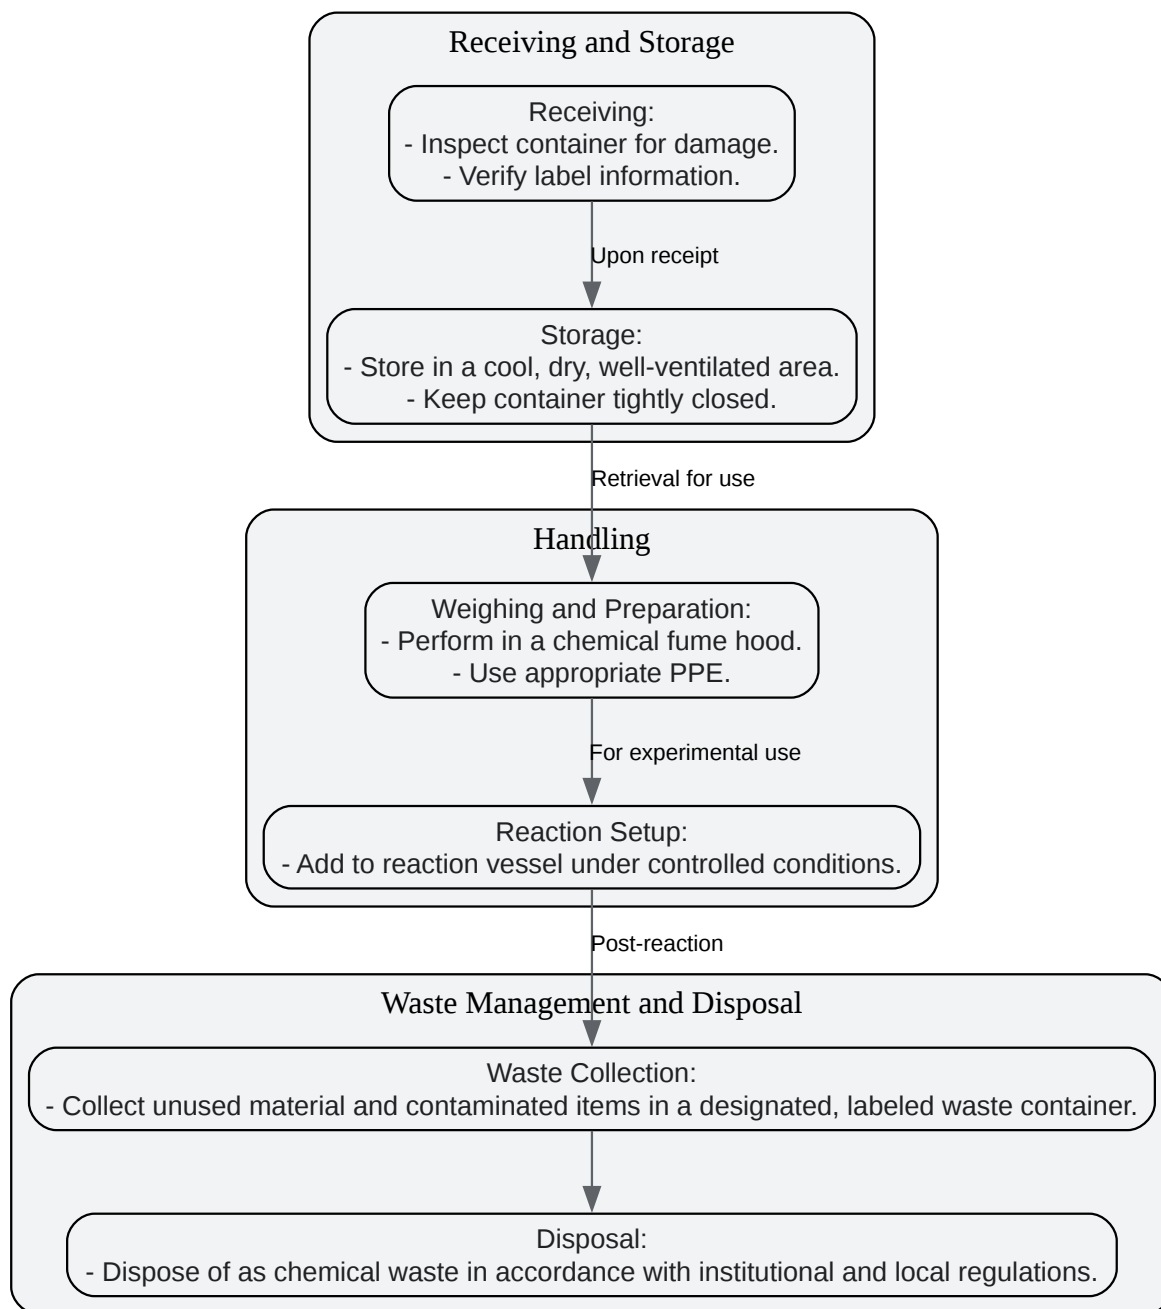 Receiving and Storage
Receiving:
- Inspect container for damage.
- Verify label information.
Upon receipt
Storage:
- Store in a cool, dry, well-ventilated area.
- Keep container tightly closed.
Retrieval for use
Handling
Weighing and Preparation:
- Perform in a chemical fume hood.
- Use appropriate PPE.
For experimental use
Reaction Setup:
- Add to reaction vessel under controlled conditions.
Post-reaction
Waste Management and Disposal
Waste Collection:
- Collect unused material and contaminated items in a designated, labeled waste container.
Disposal:
- Dispose of as chemical waste in accordance with institutional and local regulations.